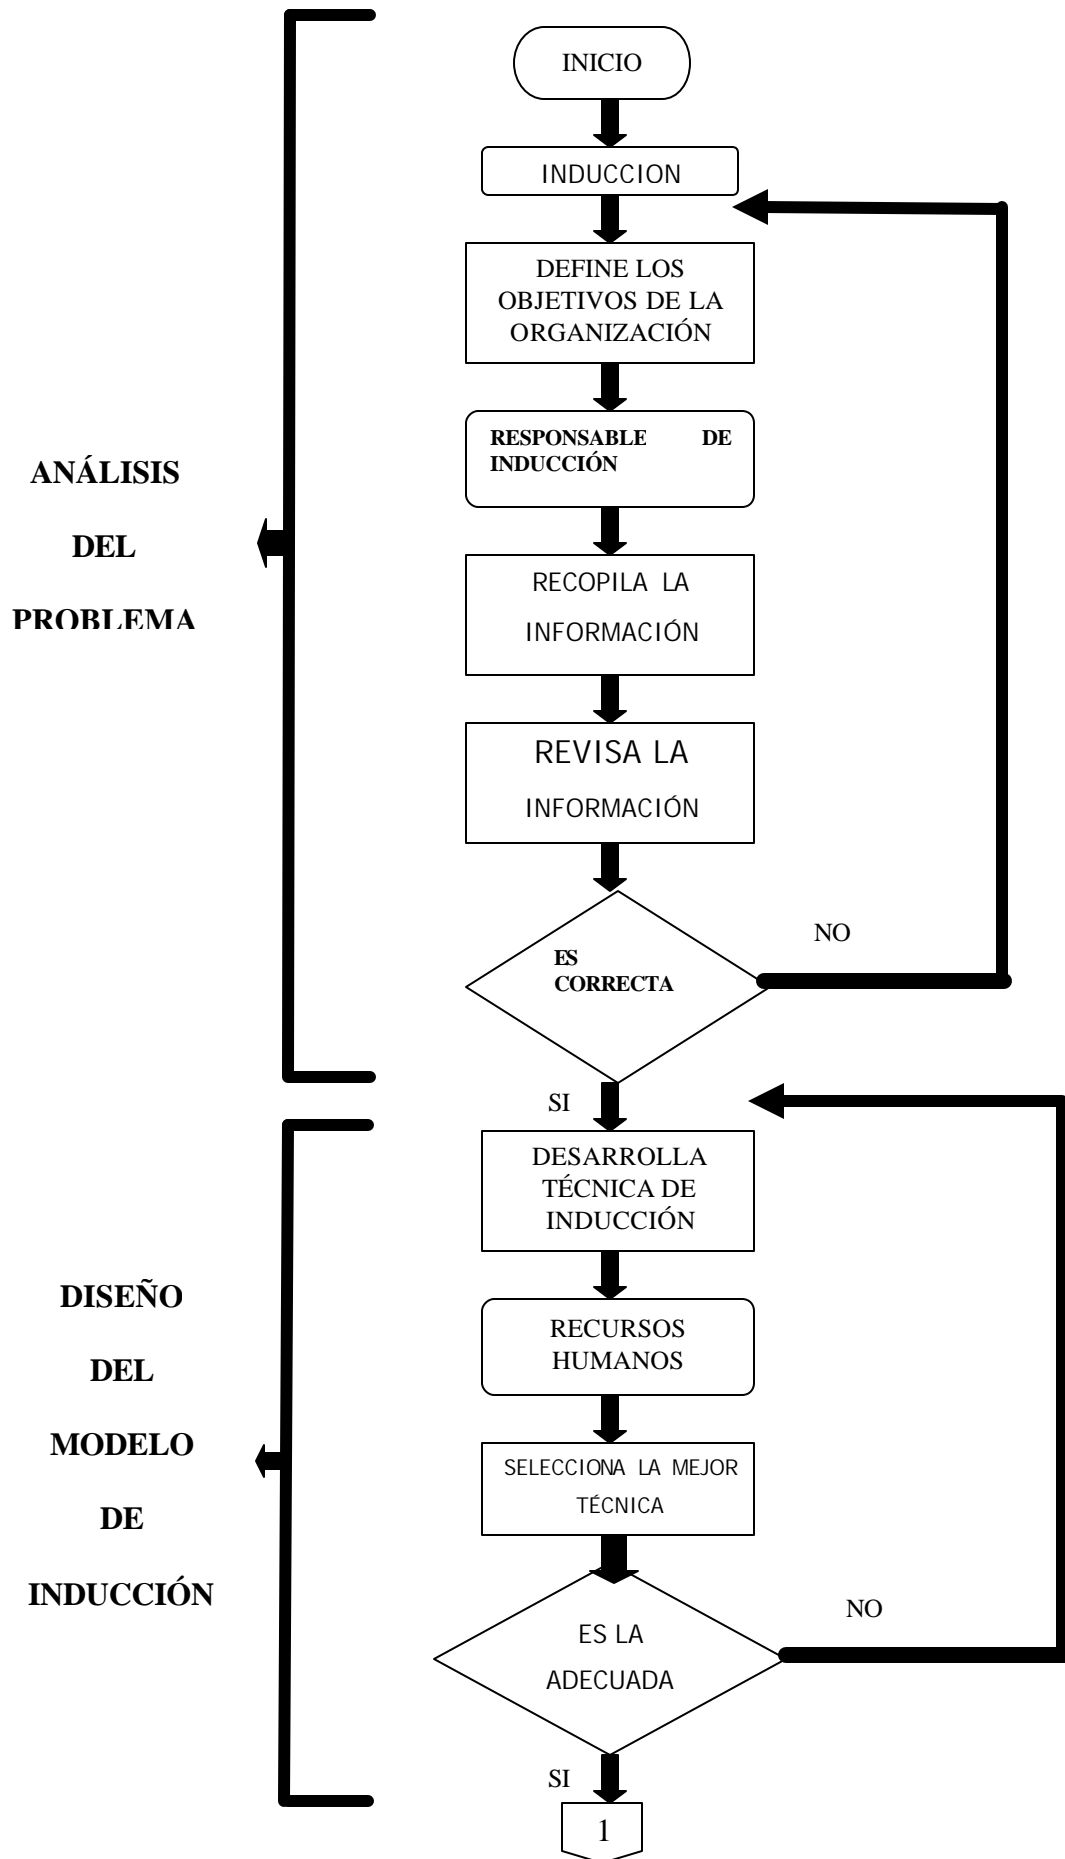 INICIO
INDUCCION
DEFINE LOS
OBJETIVOS DE LA
ORGANIZACIÓN
RESPONSABLE DE
INDUCCIÓN
ANÁLISIS
DEL
PROBLEMA
RECOPILA LA
INFORMACIÓN
REVISA LA
INFORMACIÓN
ES
CORRECTA
NO
SI
DESARROLLA
TÉCNICA DE
INDUCCIÓN
RECURSOS
HUMANOS
DISEÑO
DEL
MODELO
DE
INDUCCIÓN
SELECCIONA LA MEJOR
TÉCNICA
ES LA
ADECUADA
NO
SI
1